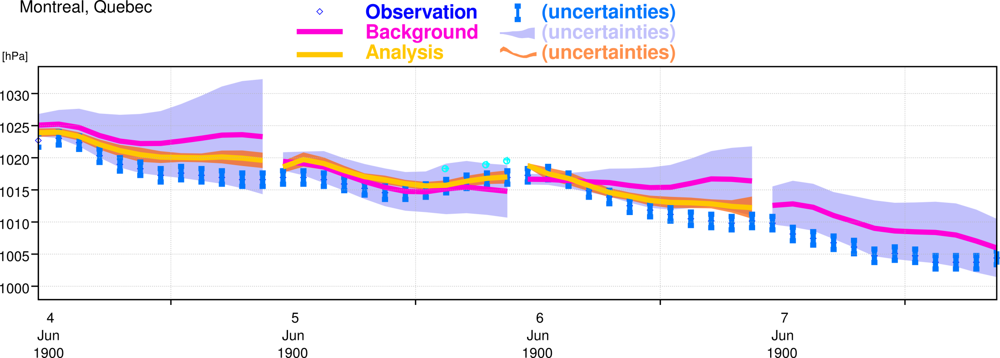 Montreal, Quebec
Observation (uncertainties)
Background (uncertainties)
Analysis (uncertainties)
[hPa]
1030
1025
1020
1015
1010
1005
1000
4 5 6 7
Jun Jun Jun Jun
1900 1900 1900 1900